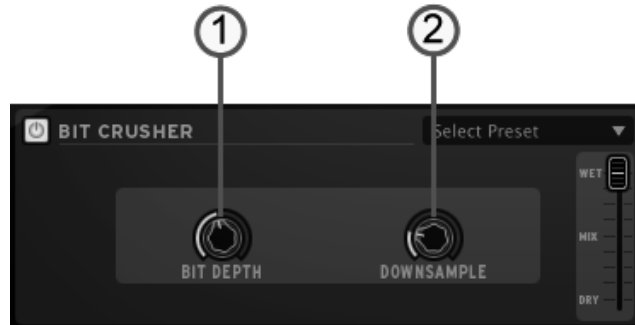 1
2
BIT CRUSHER
Select Preset
WET
MIX
DRY
BIT DEPTH
DOWNSAMPLE